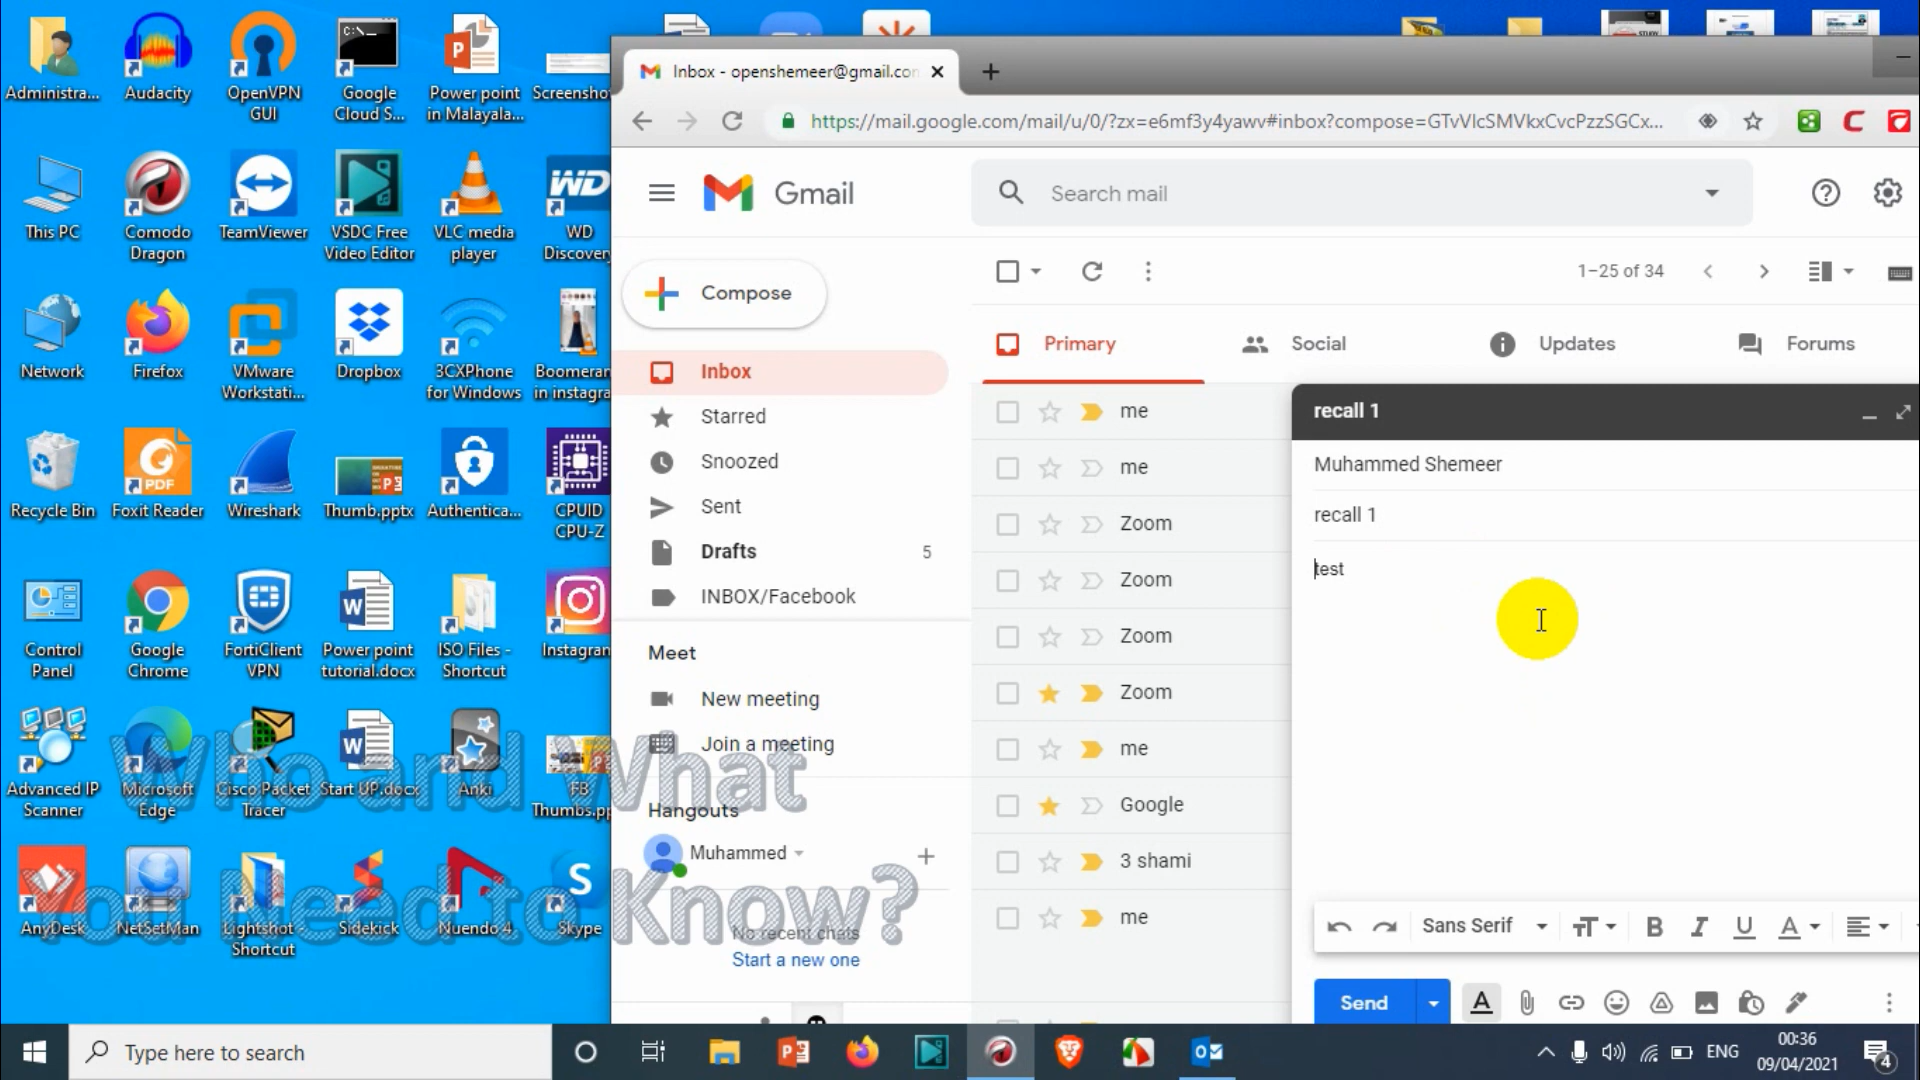 Administra...
Audacity
OpenVPN
GUI
C:\_
Google
Cloud S...
Power point
in Malayala...
Screensho
This PC
Comodo
Dragon
TeamViewer
VSDC Free
Video Editor
VLC media
player
WD
WD
Discovery
Network
Firefox
VMware
Workstati...
Dropbox
3CXPhone
for Windows
Boomeran
in instagra
Recycle Bin
PDF
Foxit Reader
Wireshark
Thumb.pptx
Authentica...
CPUID
CPU-Z
Control
Panel
Google
Chrome
FortiClient
VPN
Power point
tutorial.docx
ISO Files -
Shortcut
Instagran
Advanced IP
Scanner
Microsoft
Edge
Cisco Packet
Tracer
Start UP.docx
Anki
FB
Thumbs.pp
AnyDesk
NetSetMan
Lightshot -
Shortcut
Sidekick
Nuendo 4
Skype
Who and What
You Need to Know?
Inbox - openshemeer@gmail.con
https://mail.google.com/mail/u/0/?zx=e6mf3y4yawv#inbox?compose=GTvVlcSMVkxCvcPzzSGCx...
Gmail
Search mail
Compose
1–25 of 34
Inbox
Starred
Snoozed
Sent
Drafts 5
INBOX/Facebook
Meet
New meeting
Join a meeting
Hangouts
Muhammed
No recent chats
Start a new one
Primary
Social
Updates
Forums
me
me
Zoom
Zoom
Zoom
Zoom
me
Google
3 shami
me
recall 1
Muhammed Shemeer
recall 1
test
Sans Serif
B I U A
Send
Type here to search
ENG
00:36
09/04/2021
4